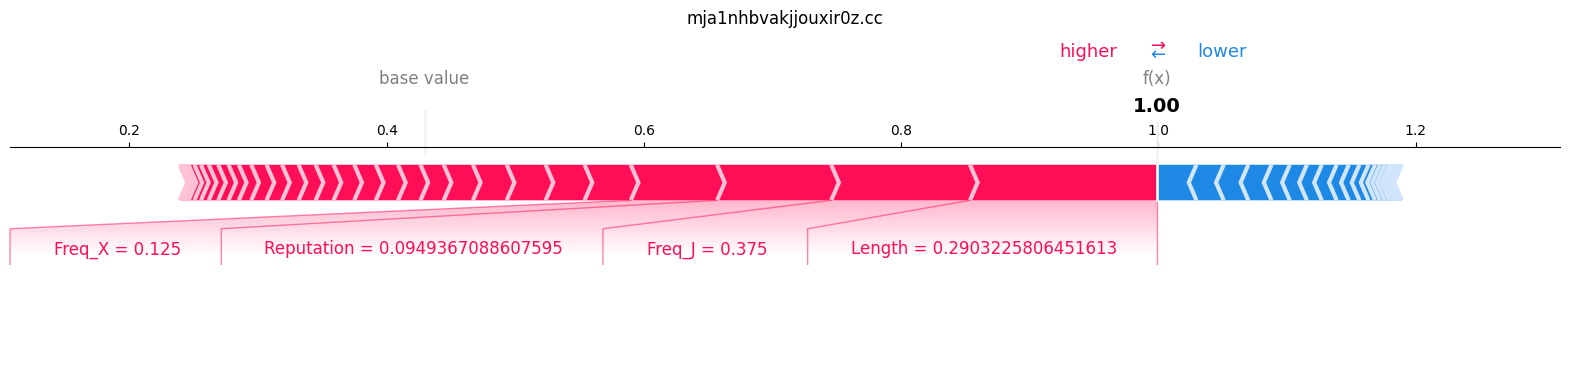 mja1nhbvakjjouxir0z.cc
higher ⇄ lower
base value f(x)
1.00
0.2 0.4 0.6 0.8 1.0 1.2
Freq_X = 0.125 Reputation = 0.0949367088607595 Freq_J = 0.375 Length = 0.2903225806451613